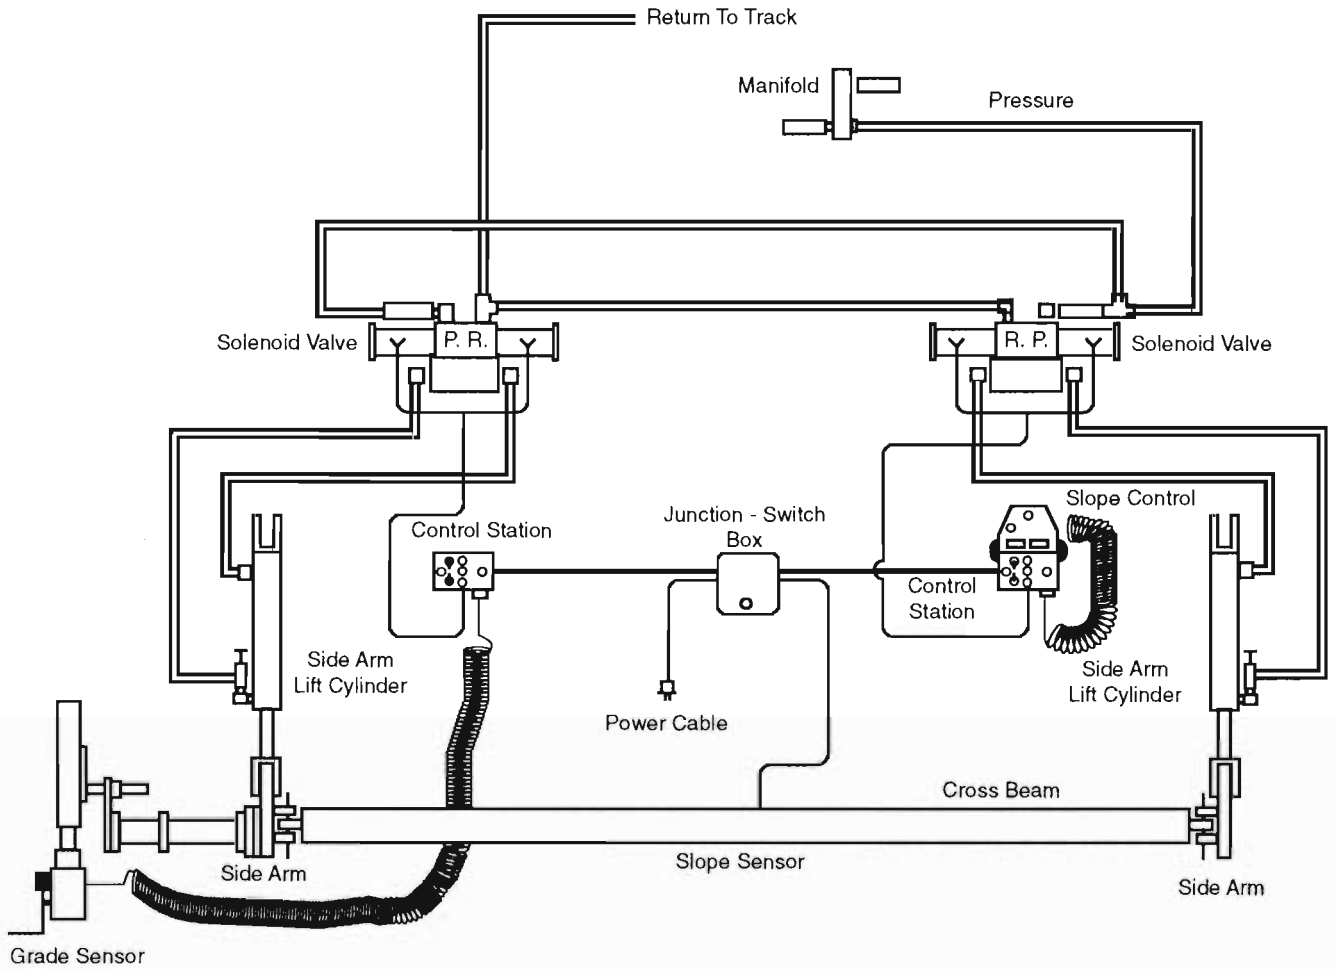 Return To Track
Manifold
Pressure
Solenoid Valve
P. R.
R. P.
Solenoid Valve
Slope Control
Junction - Switch
Box
Control Station
Control
Station
Side Arm
Lift Cylinder
Side Arm
Lift Cylinder
Power Cable
Cross Beam
Slope Sensor
Side Arm
Side Arm
Grade Sensor